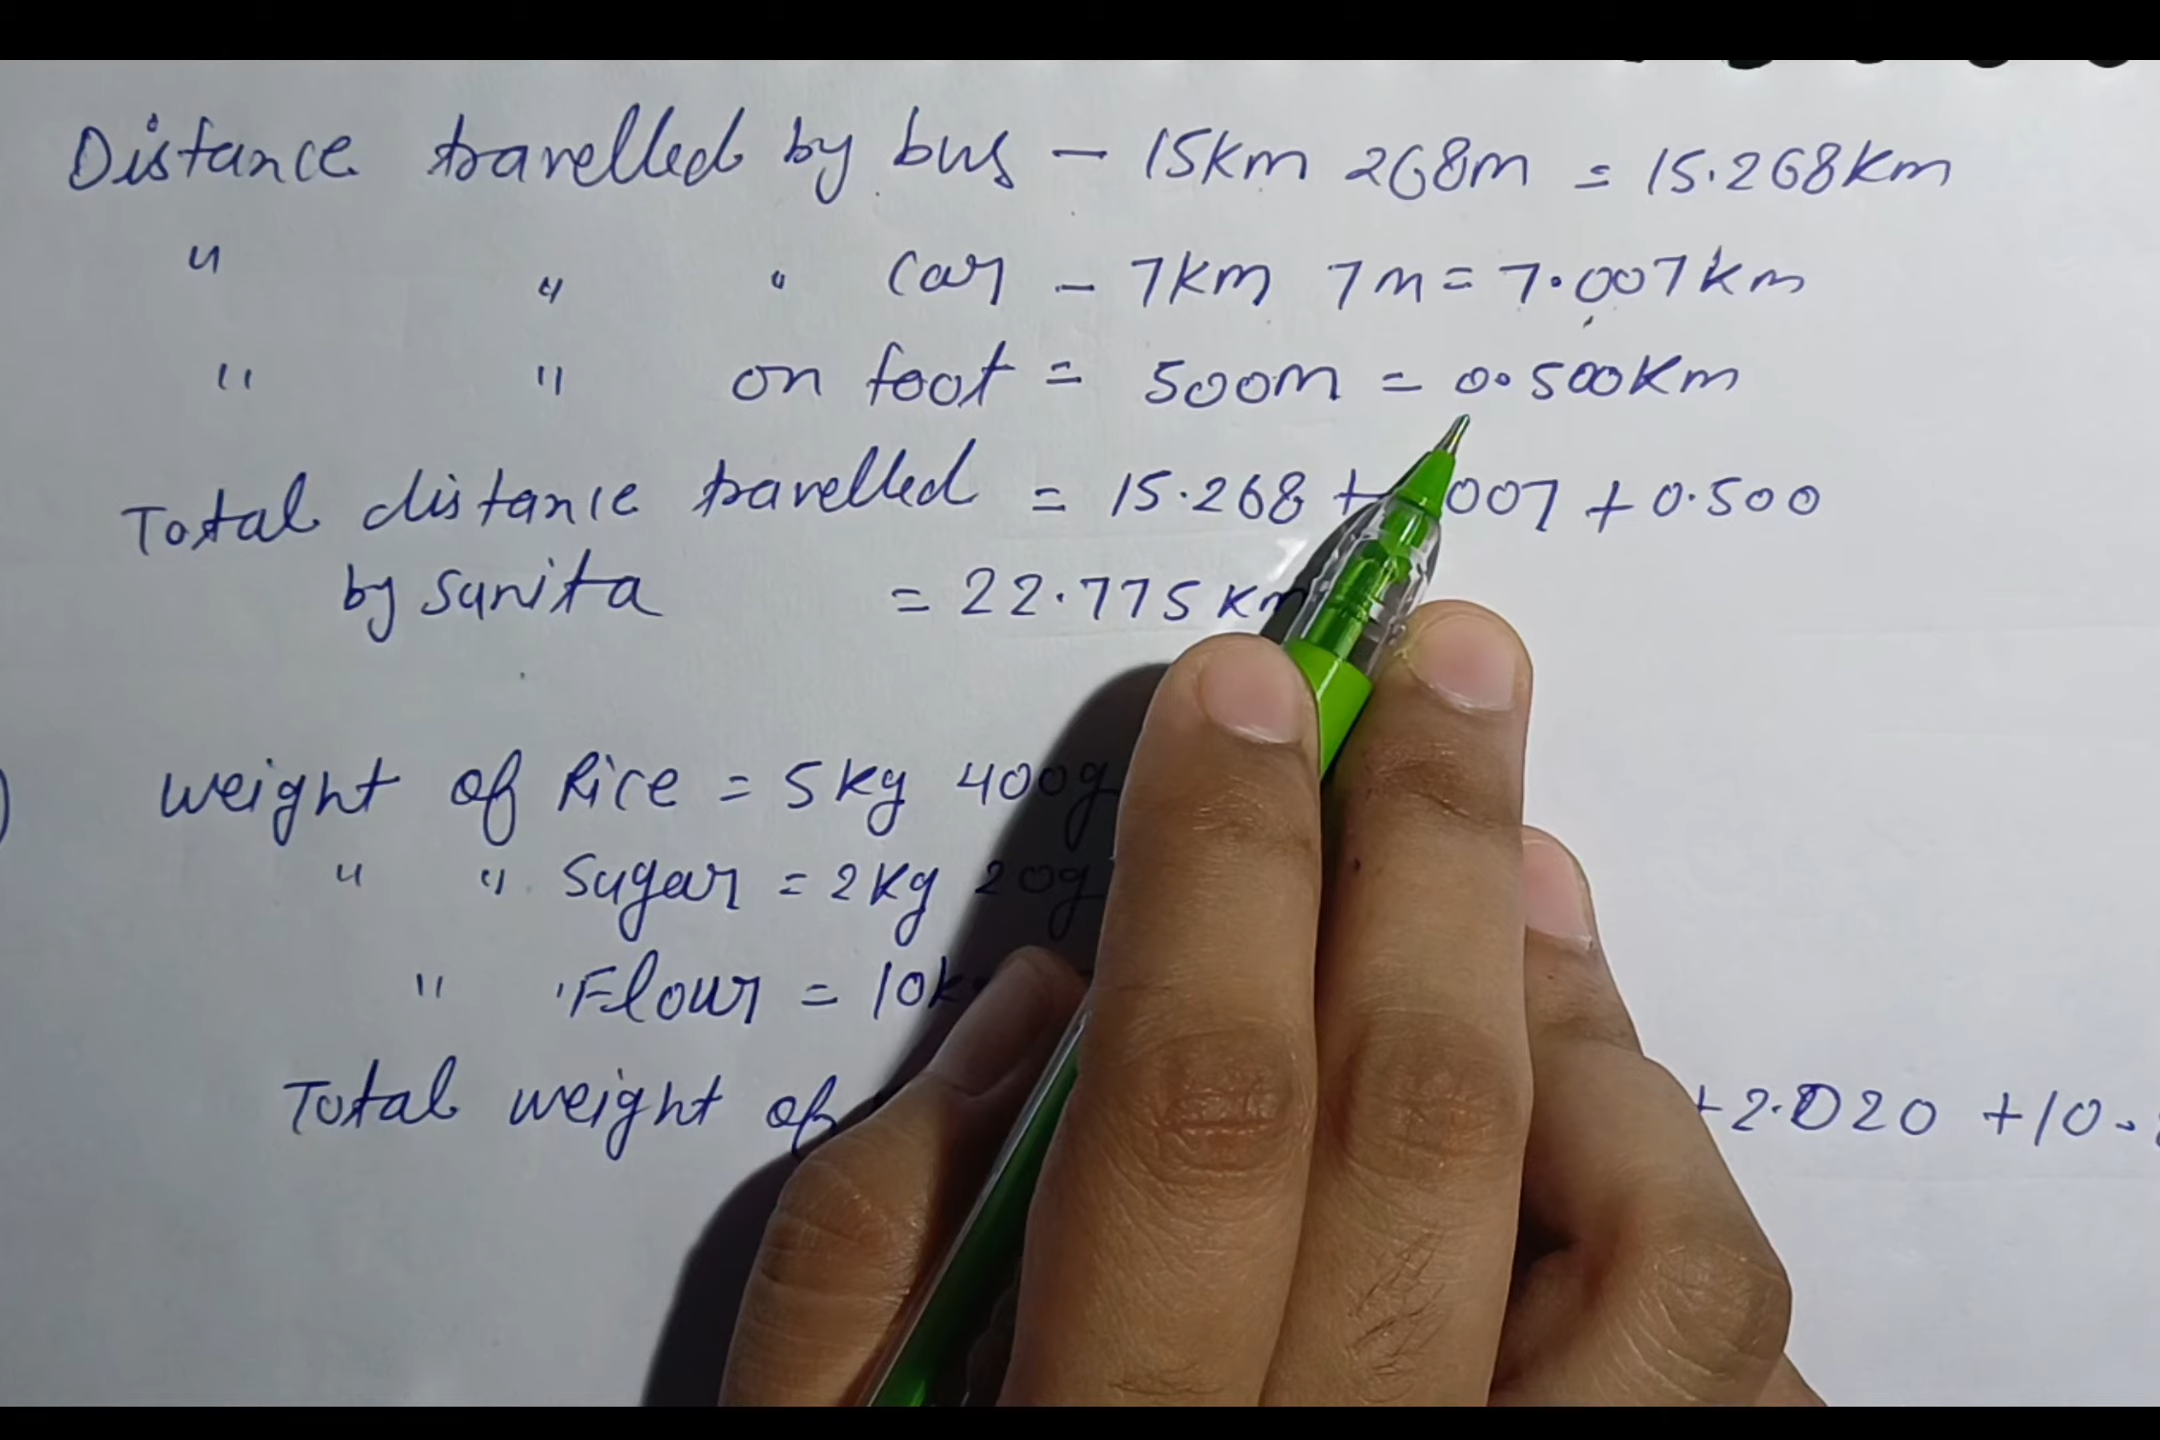 Distance travelled by bus - 15km 268m = 15.268km
" " " Car - 7km 7m = 7.007km
" " on foot = 500m = 0.500km
Total distance travelled = 15.268 + 007 + 0.500
by Sunita = 22.775 km
) Weight of Rice = 5kg 400g
" " Sugar = 2kg 20g
" " Flour = 10k
Total weight of +2.020 +10.